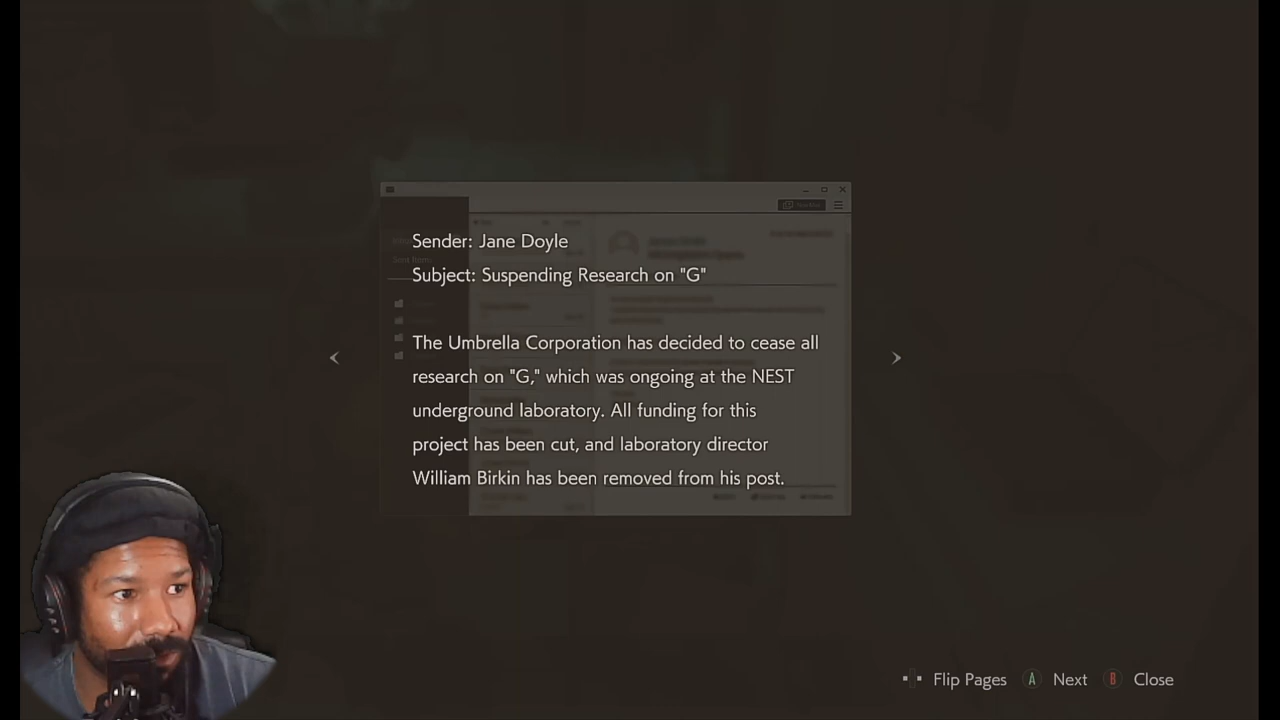 Sender: Jane Doyle
Subject: Suspending Research on "G"
The Umbrella Corporation has decided to cease all
research on "G," which was ongoing at the NEST
underground laboratory. All funding for this
project has been cut, and laboratory director
William Birkin has been removed from his post.
Flip Pages A Next B Close